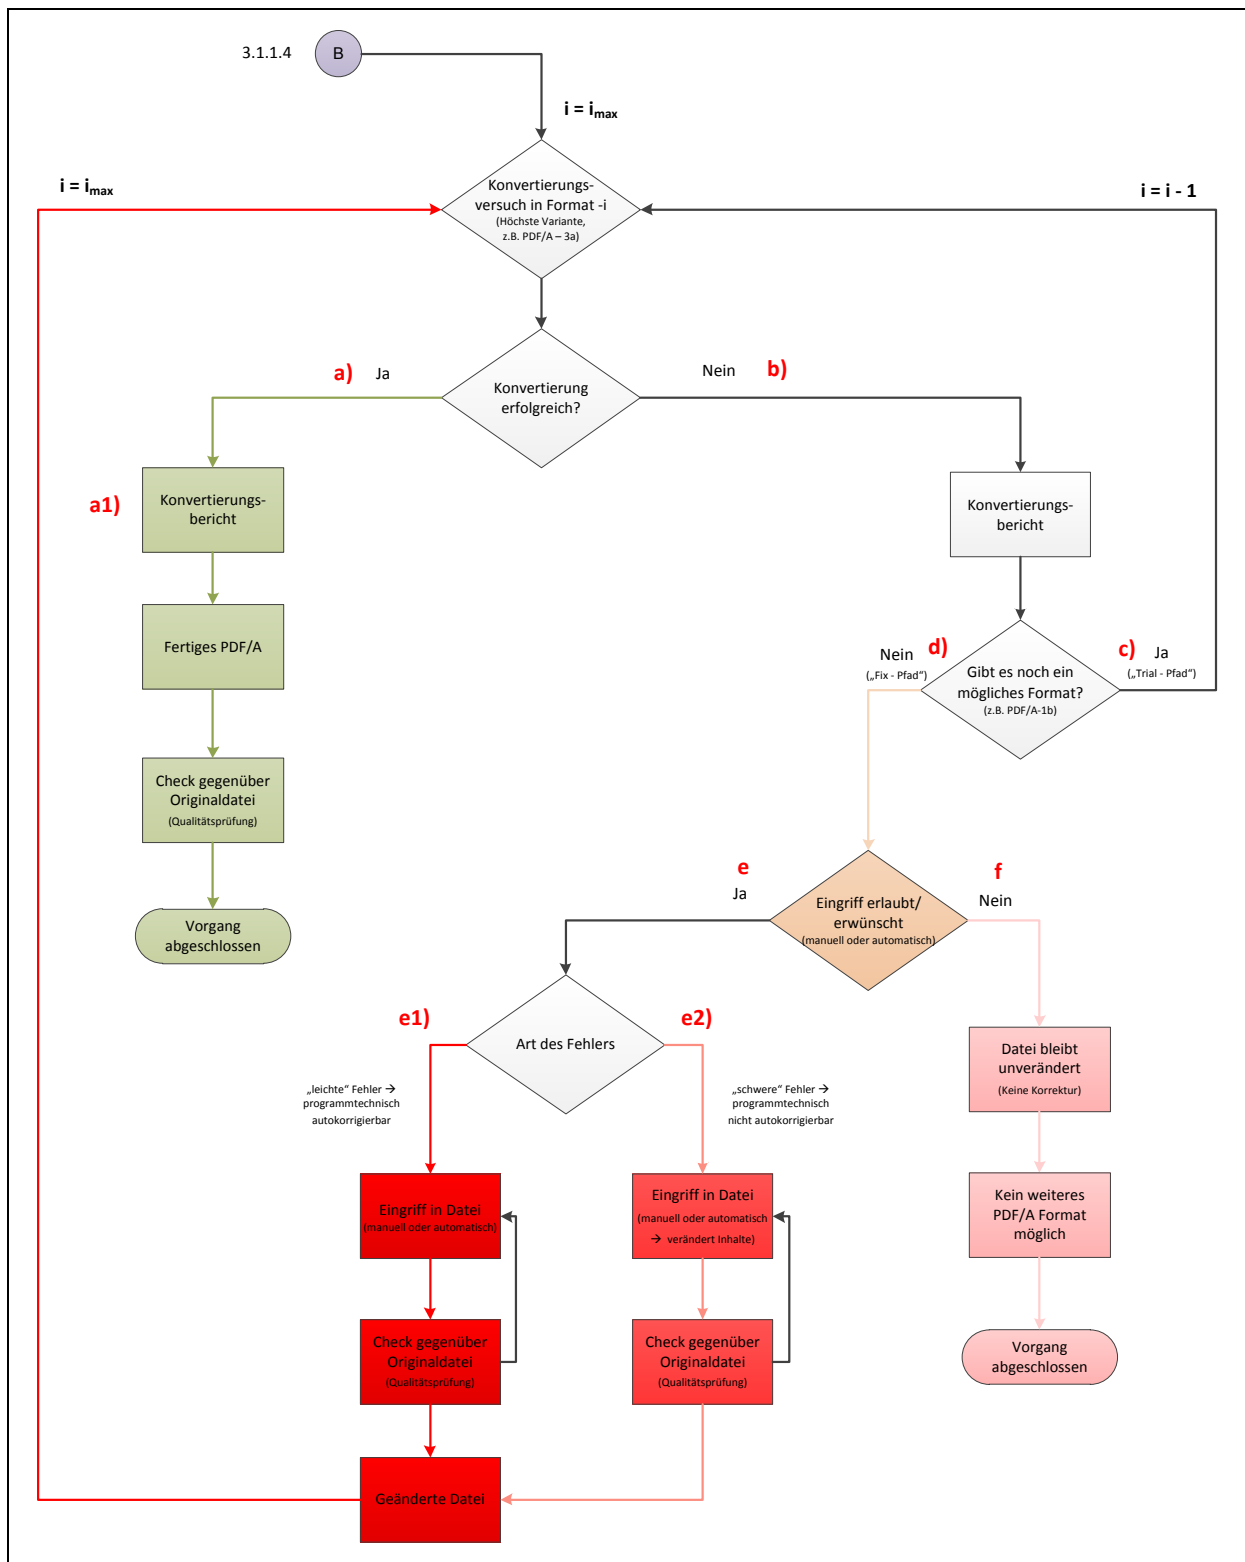 3.1.1.4
B
i = imax
i = imax
i = i - 1
Konvertierungs-
versuch in Format -i
(Höchste Variante,
z.B. PDF/A – 3a)
a)
Ja
Nein
b)
Konvertierung
erfolgreich?
a1)
Konvertierungs-
bericht
Konvertierungs-
bericht
Fertiges PDF/A
Nein
(„Fix - Pfad“)
d)
c)
Ja
(„Trial - Pfad“)
Gibt es noch ein
mögliches Format?
(z.B. PDF/A-1b)
Check gegenüber
Originaldatei
(Qualitätsprüfung)
Vorgang
abgeschlossen
e
Ja
f
Nein
Eingriff erlaubt/
erwünscht
(manuell oder automatisch)
e1)
e2)
Art des Fehlers
„leichte“ Fehler →
programmtechnisch
autokorrigierbar
„schwere“ Fehler →
programmtechnisch
nicht autokorrigierbar
Datei bleibt
unverändert
(Keine Korrektur)
Eingriff in Datei
(manuell oder automatisch)
Eingriff in Datei
(manuell oder automatisch
→ verändert Inhalte)
Kein weiteres
PDF/A Format
möglich
Check gegenüber
Originaldatei
(Qualitätsprüfung)
Check gegenüber
Originaldatei
(Qualitätsprüfung)
Vorgang
abgeschlossen
Geänderte Datei